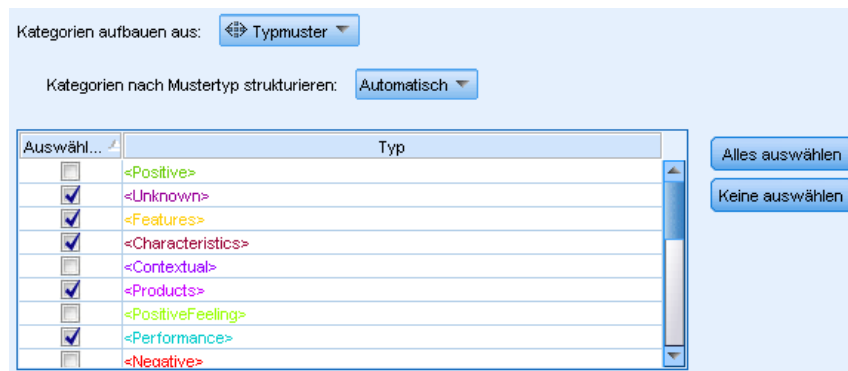 Kategorien aufbauen aus: Typmuster
Kategorien nach Mustertyp strukturieren: Automatisch
Auswähl... Typ
<Positive>
<Unknown>
<Features>
<Characteristics>
<Contextual>
<Products>
<PositiveFeeling>
<Performance>
<Negative>
Alles auswählen
Keine auswählen